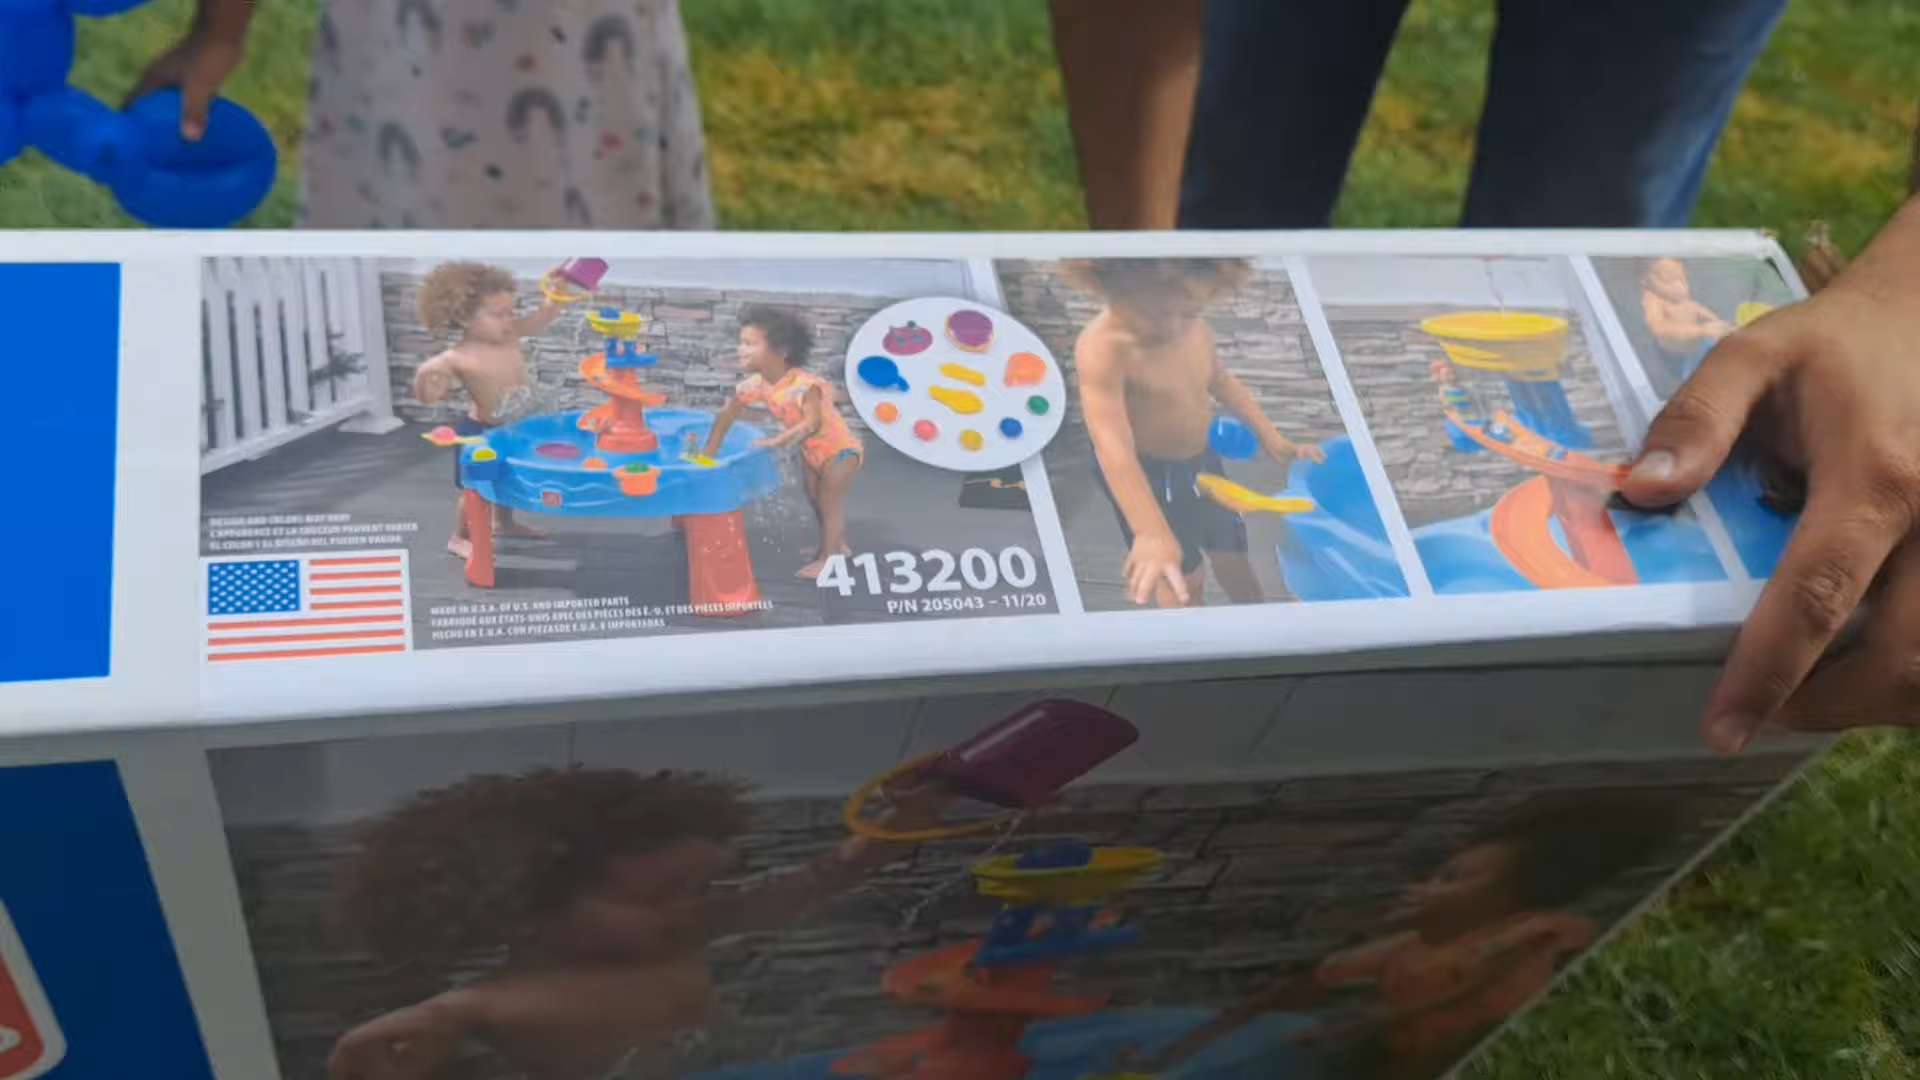 DESIGN AND COLORS MAY VARY
L'APPARENCE ET LA COULEUR PEUVENT VARIER
EL COLOR Y EL DISEÑO DEL PUEDEN VARIAR
413200
P/N 205043 – 11/20
MADE IN U.S.A. OF U.S. AND IMPORTED PARTS
FABRIQUÉ AUX ÉTATS-UNIS AVEC DES PIÈCES DES É.-U. ET DES PIÈCES IMPORTÉES
HECHO EN E.U.A. CON PIEZAS DE E.U.A. E IMPORTADAS